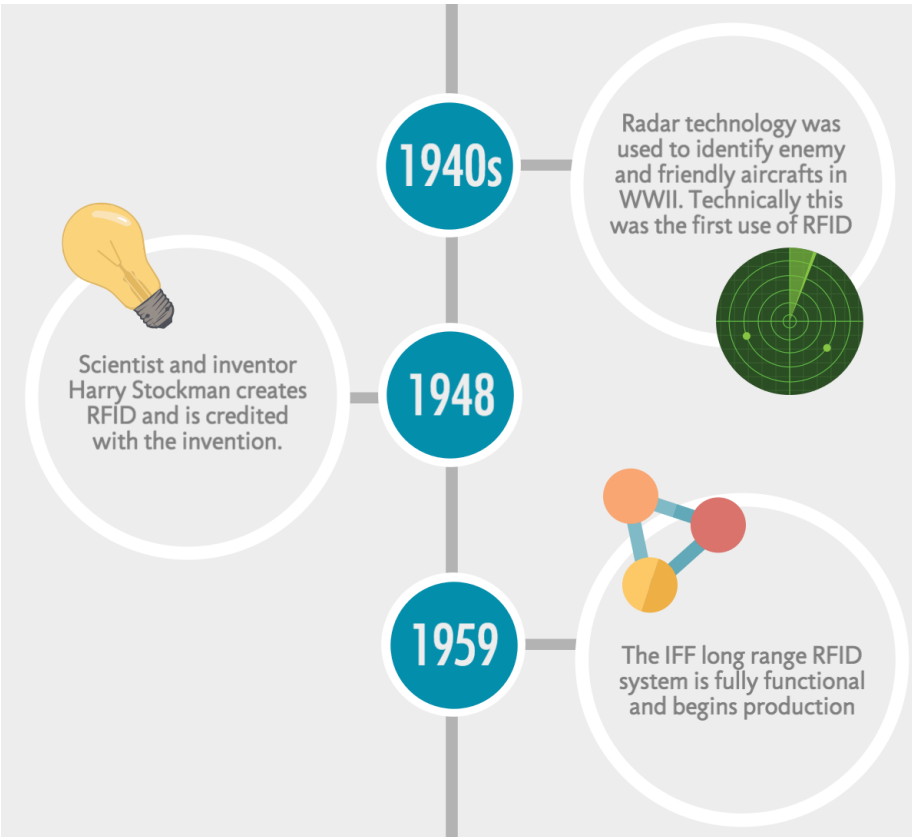 1940s
Radar technology was
used to identify enemy
and friendly aircrafts in
WWII. Technically this
was the first use of RFID
1948
Scientist and inventor
Harry Stockman creates
RFID and is credited
with the invention.
1959
The IFF long range RFID
system is fully functional
and begins production